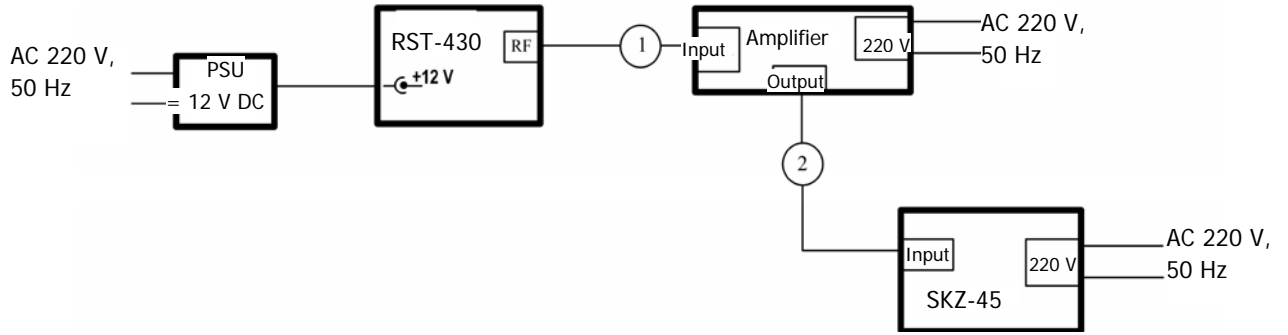 AC 220 V,
50 Hz
PSU
= 12 V DC
RST-430
RF
+12 V
1
Input
Amplifier
220 V
Output
AC 220 V,
50 Hz
2
Input
220 V
SKZ-45
AC 220 V,
50 Hz